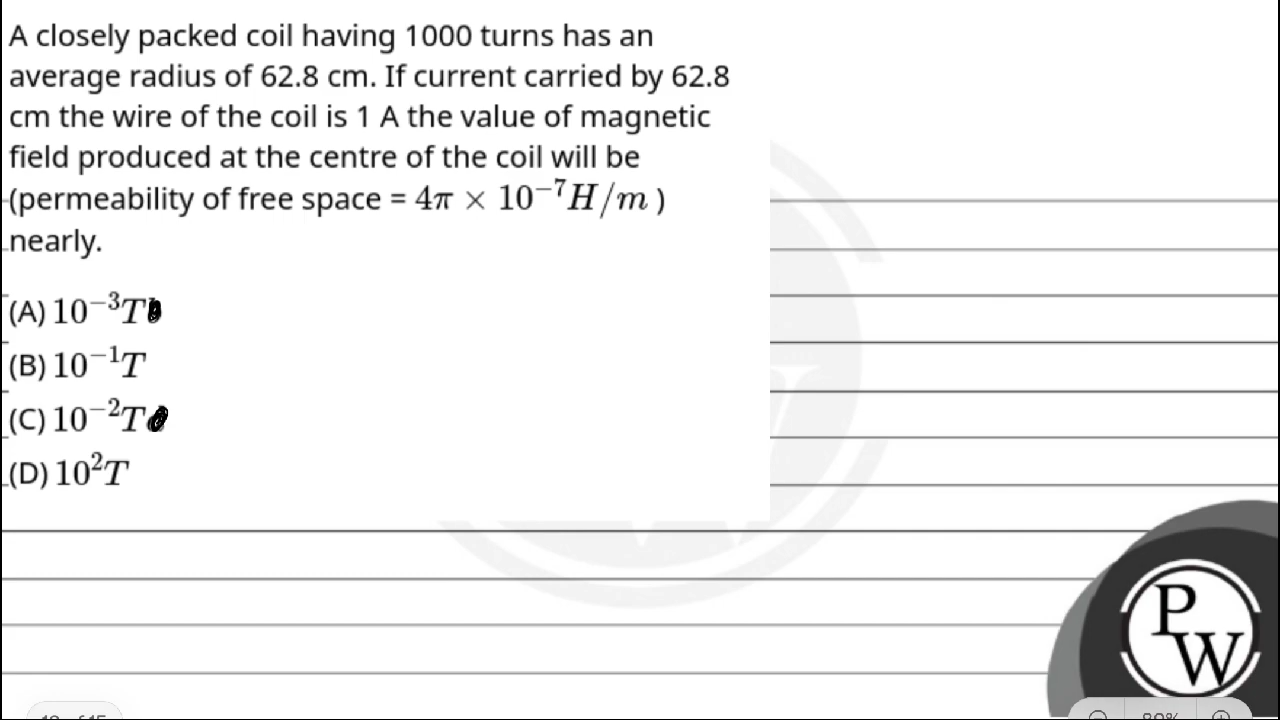 A closely packed coil having 1000 turns has an
average radius of 62.8 cm. If current carried by 62.8
cm the wire of the coil is 1 A the value of magnetic
field produced at the centre of the coil will be
(permeability of free space = 4π × 10⁻⁷H/m )
nearly.
(A) 10⁻³T
(B) 10⁻¹T
(C) 10⁻²T
(D) 10²T
PW
80%